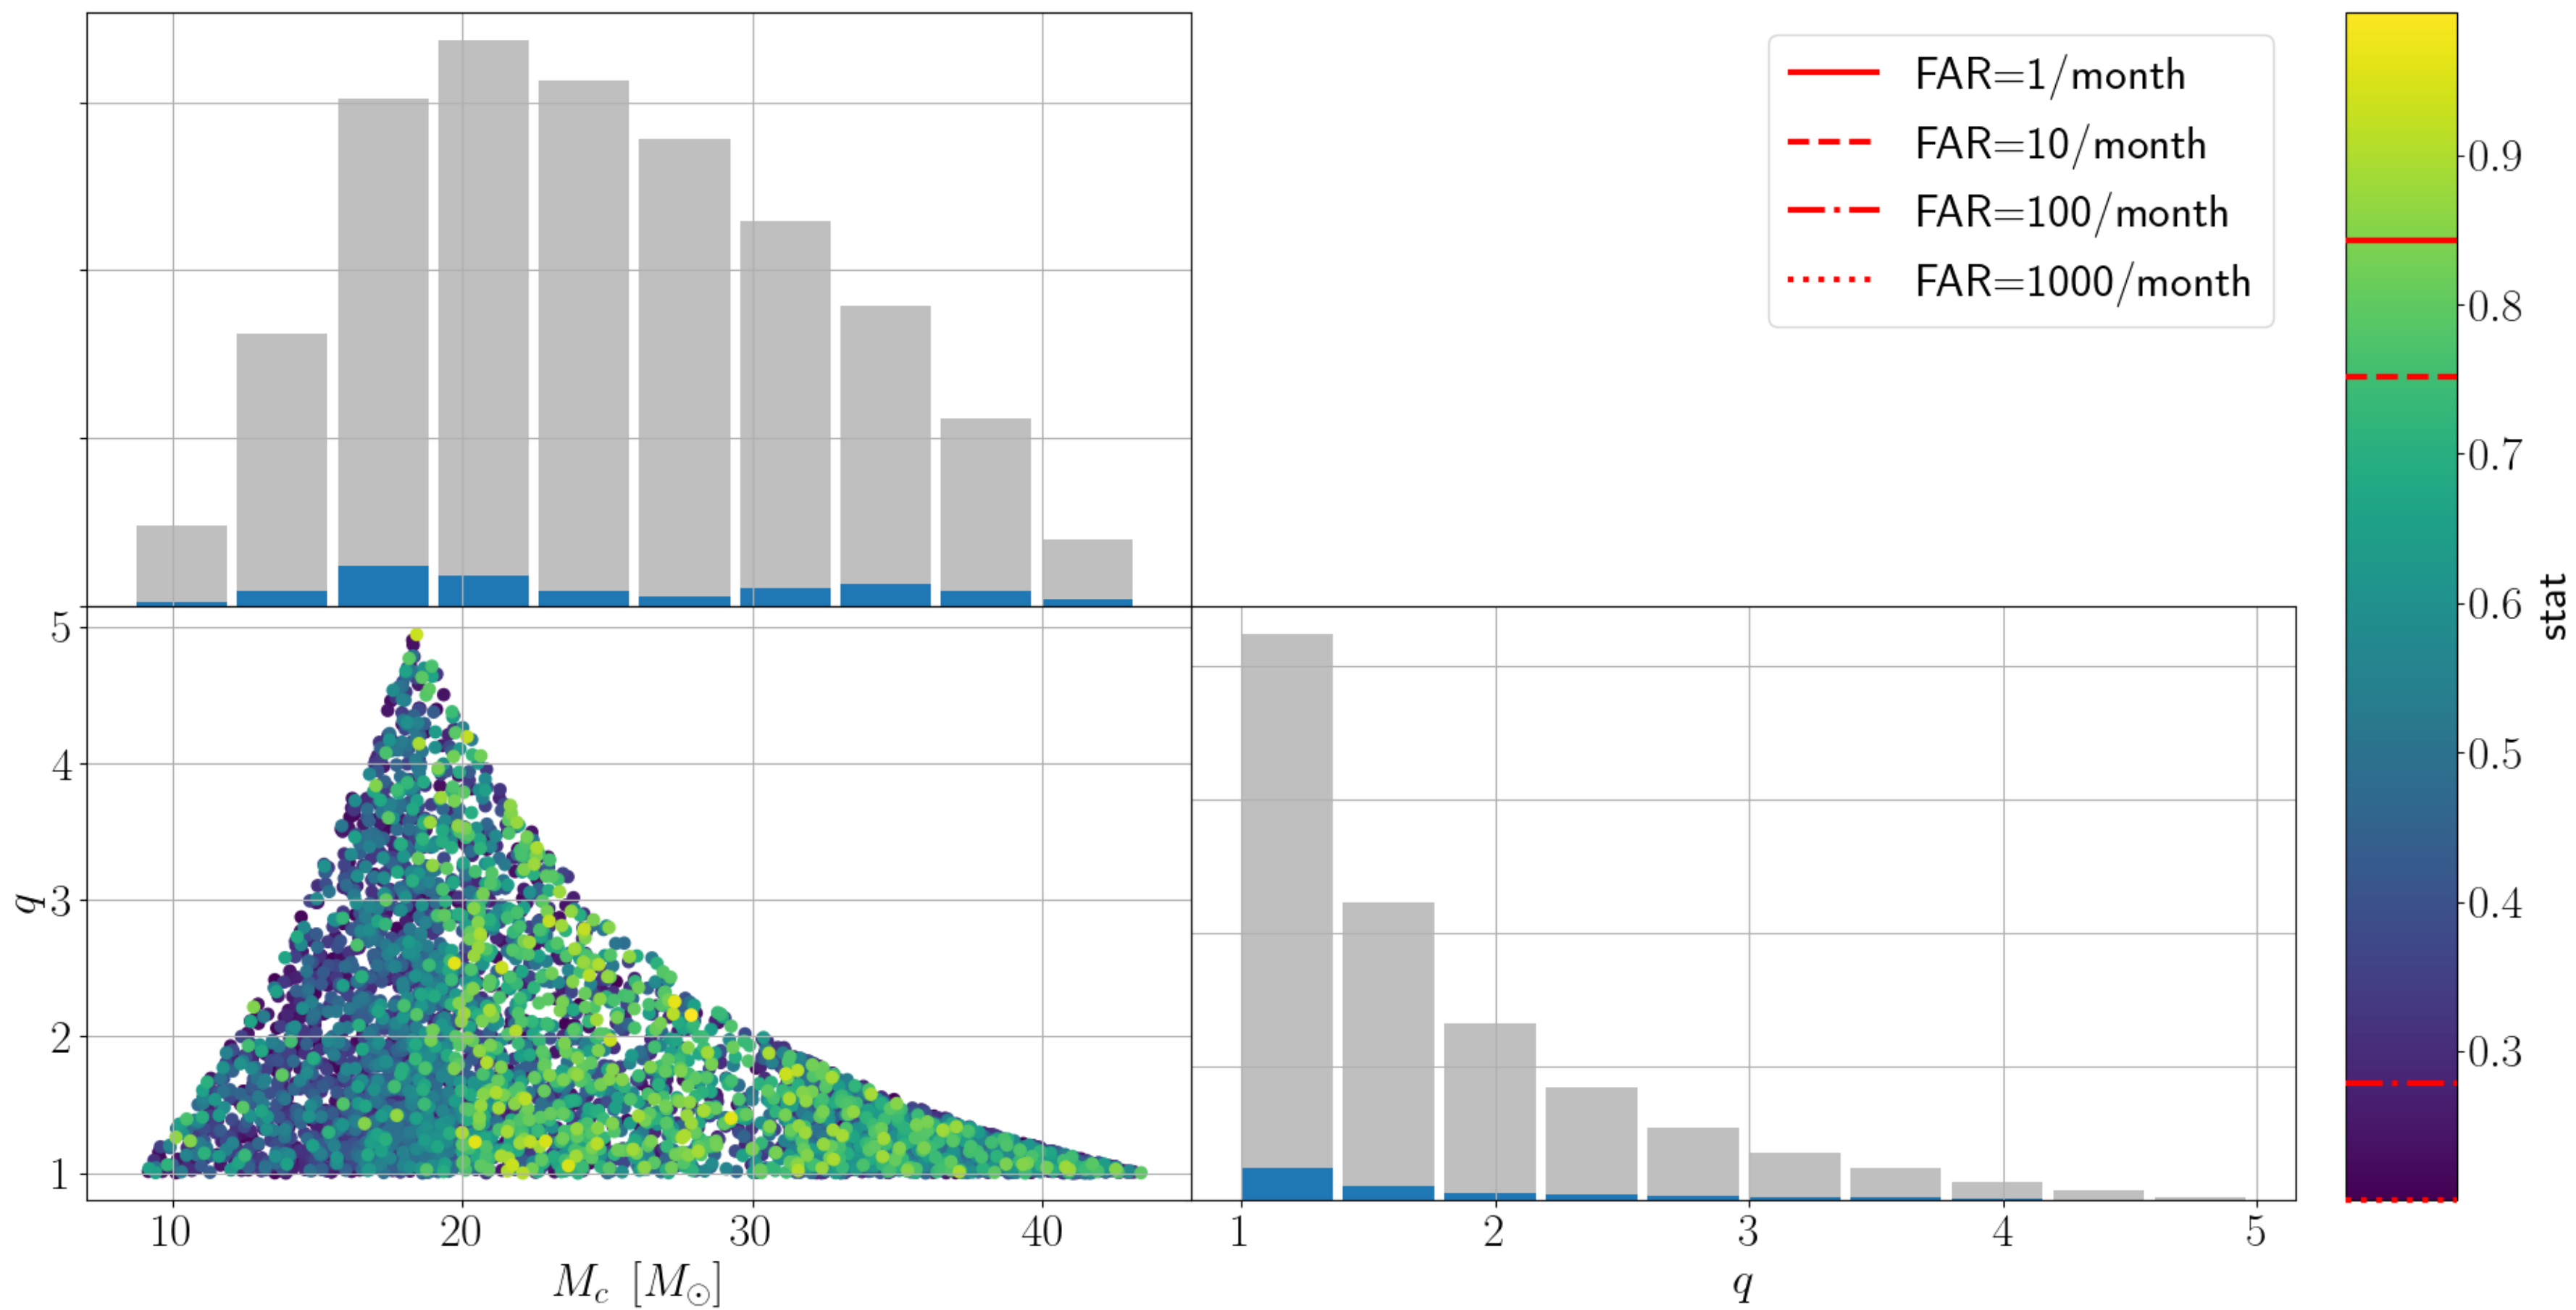 FAR=1/month
FAR=10/month
FAR=100/month
FAR=1000/month
0.9
0.8
0.7
0.6
0.5
0.4
0.3
stat
5
4
3
2
1
q
10 20 30 40
M_c [M_⊙]
1 2 3 4 5
q